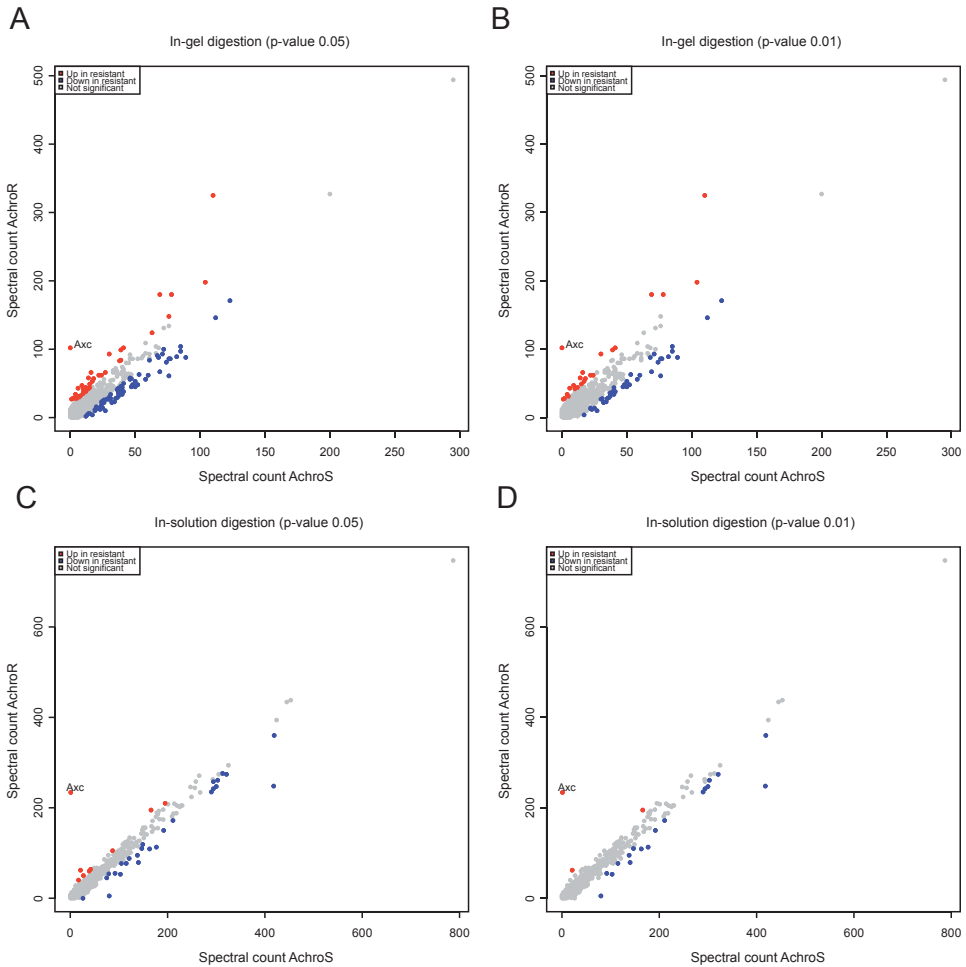 A
In-gel digestion (p-value 0.05)
Up in resistant
Down in resistant
Not significant
Axc
Spectral count AchroR
0
100
200
300
400
500
0
50
100
150
200
250
300
Spectral count AchroS
B
In-gel digestion (p-value 0.01)
Up in resistant
Down in resistant
Not significant
Axc
Spectral count AchroR
0
100
200
300
400
500
0
50
100
150
200
250
300
Spectral count AchroS
C
In-solution digestion (p-value 0.05)
Up in resistant
Down in resistant
Not significant
Axc
Spectral count AchroR
0
200
400
600
0
200
400
600
800
Spectral count AchroS
D
In-solution digestion (p-value 0.01)
Up in resistant
Down in resistant
Not significant
Axc
Spectral count AchroR
0
200
400
600
0
200
400
600
800
Spectral count AchroS